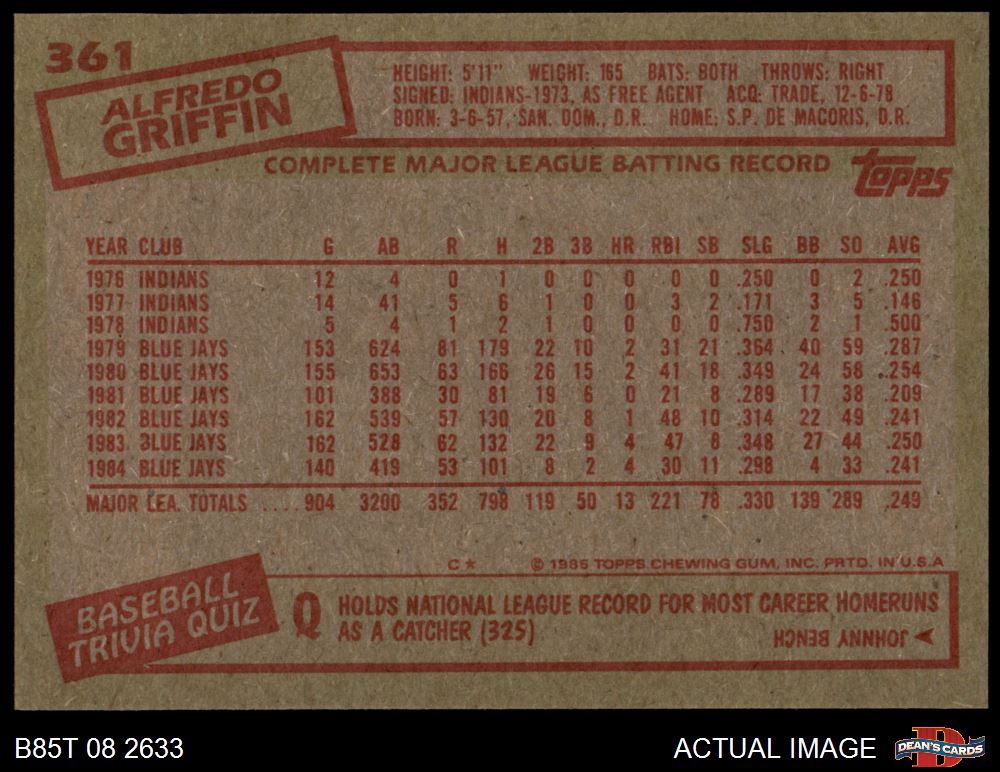 361
ALFREDO
GRIFFIN
HEIGHT: 5'11" WEIGHT: 165 BATS: BOTH THROWS: RIGHT
SIGNED: INDIANS-1973, AS FREE AGENT ACQ: TRADE, 12-6-78
BORN: 3-6-57, SAN. DOM., D.R. HOME: S.P. DE MACORIS, D.R.
COMPLETE MAJOR LEAGUE BATTING RECORD
Topps
YEAR CLUB G AB R H 2B 3B HR RBI SB SLG BB SO AVG
1976 INDIANS 12 4 0 1 0 0 0 0 0 .250 0 2 .250
1977 INDIANS 14 41 5 6 1 0 0 3 2 .171 3 5 .146
1978 INDIANS 5 4 1 2 1 0 0 0 0 .750 2 1 .500
1979 BLUE JAYS 153 624 81 179 22 10 2 31 21 .364 40 59 .287
1980 BLUE JAYS 155 653 63 166 26 15 2 41 18 .349 24 58 .254
1981 BLUE JAYS 101 388 30 81 19 6 0 21 8 .289 17 38 .209
1982 BLUE JAYS 162 539 57 130 20 8 1 48 10 .314 22 49 .241
1983 BLUE JAYS 162 528 62 132 22 9 4 47 8 .348 27 44 .250
1984 BLUE JAYS 140 419 53 101 8 2 4 30 11 .298 4 33 .241
MAJOR LEA. TOTALS .... 904 3200 352 798 119 50 13 221 78 .330 139 289 .249
C* © 1985 TOPPS CHEWING GUM, INC. PRTD. IN U.S.A
BASEBALL
TRIVIA QUIZ
Q HOLDS NATIONAL LEAGUE RECORD FOR MOST CAREER HOMERUNS
AS A CATCHER (325)
JOHNNY BENCH
B85T 08 2633
ACTUAL IMAGE
D
DEAN'S CARDS